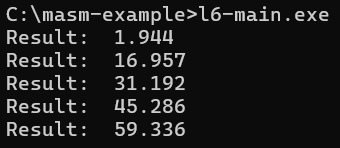 C:\masm-example>l6-main.exe
Result:  1.944
Result:  16.957
Result:  31.192
Result:  45.286
Result:  59.336